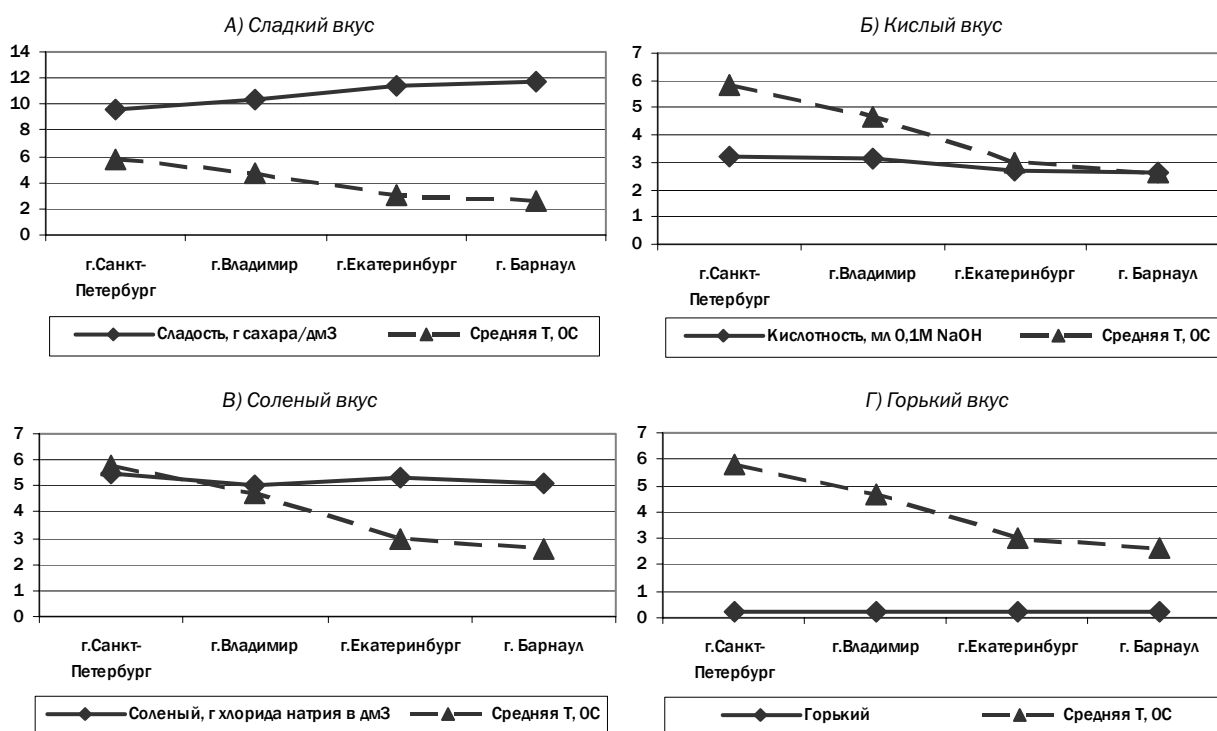 А) Сладкий вкус
14
12
10
8
6
4
2
0
г.Санкт-
Петербург
г.Владимир
г.Екатеринбург
г. Барнаул
Сладость, г сахара/дм3
Средняя Т, ОС
Б) Кислый вкус
7
6
5
4
3
2
1
0
г.Санкт-
Петербург
г.Владимир
г.Екатеринбург
г. Барнаул
Кислотность, мл 0,1М NaOH
Средняя Т, ОС
В) Соленый вкус
7
6
5
4
3
2
1
0
г.Санкт-
Петербург
г.Владимир
г.Екатеринбург
г. Барнаул
Соленый, г хлорида натрия в дм3
Средняя Т, ОС
Г) Горький вкус
7
6
5
4
3
2
1
0
г.Санкт-
Петербург
г.Владимир
г.Екатеринбург
г. Барнаул
Горький
Средняя Т, ОС